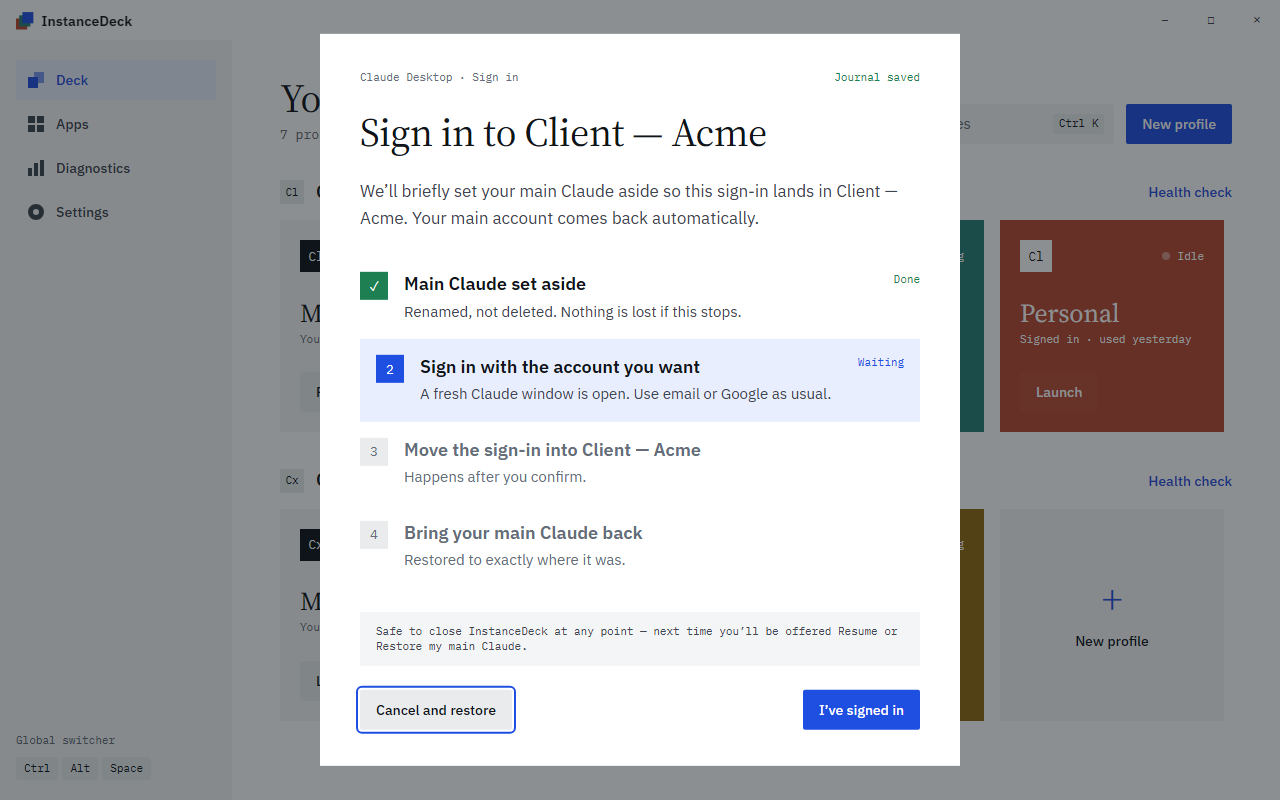 InstanceDeck
Deck
Apps
Diagnostics
Settings
Global switcher
Ctrl Alt Space
7
Ctrl K
New profile
Cl
Health check
Cl
Idle
Personal
Signed in · used yesterday
Launch
Cx
Health check
New profile
Claude Desktop · Sign in
Journal saved
Sign in to Client — Acme
We’ll briefly set your main Claude aside so this sign-in lands in Client —
Acme. Your main account comes back automatically.
✓
Main Claude set aside
Done
Renamed, not deleted. Nothing is lost if this stops.
2
Sign in with the account you want
Waiting
A fresh Claude window is open. Use email or Google as usual.
3
Move the sign-in into Client — Acme
Happens after you confirm.
4
Bring your main Claude back
Restored to exactly where it was.
Safe to close InstanceDeck at any point — next time you’ll be offered Resume or
Restore my main Claude.
Cancel and restore
I’ve signed in